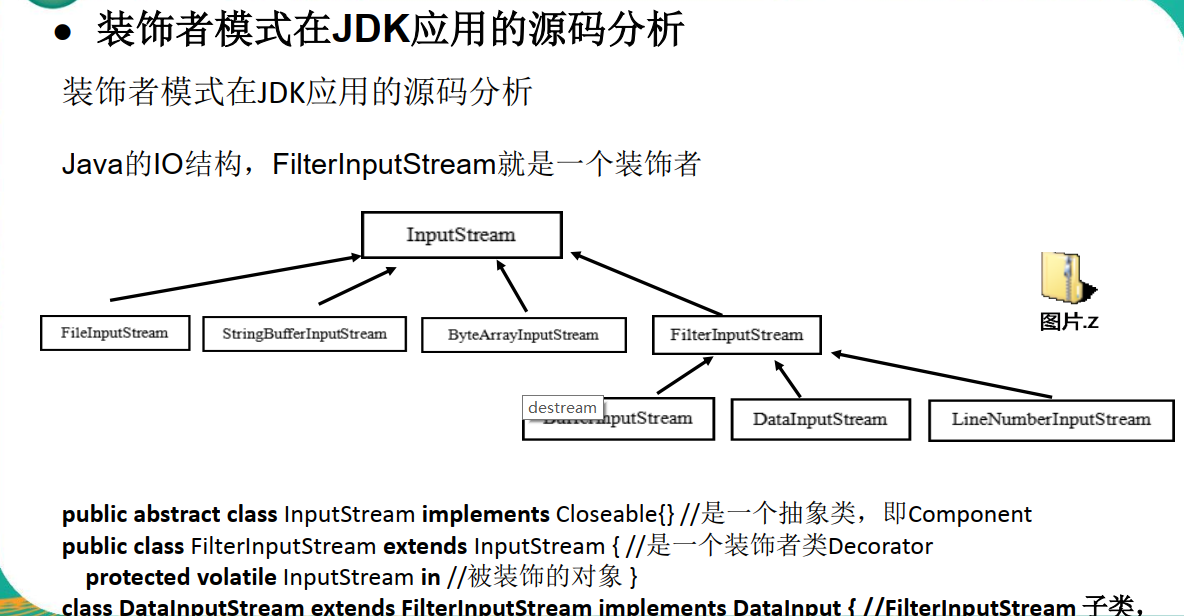 ● 装饰者模式在JDK应用的源码分析
装饰者模式在JDK应用的源码分析
Java的IO结构，FilterInputStream就是一个装饰者
InputStream
FileInputStream StringBufferInputStream ByteArrayInputStream FilterInputStream
图片.z
destream
InputStream DataInputStream LineNumberInputStream
public abstract class InputStream implements Closeable{} //是一个抽象类，即Component
public class FilterInputStream extends InputStream { //是一个装饰者类Decorator
protected volatile InputStream in //被装饰的对象 }
class DataInputStream extends FilterInputStream implements DataInput { //FilterInputStream 子类，